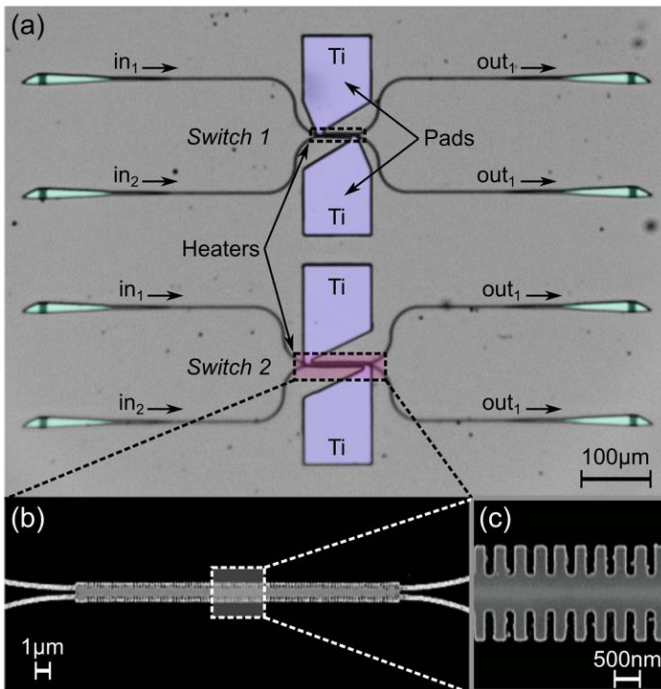 (a)
in₁
Ti
out₁
Switch 1
Pads
in₂
Ti
out₁
Heaters
in₁
Ti
out₁
Switch 2
in₂
Ti
out₁
100µm
(b)
(c)
1µm
500nm